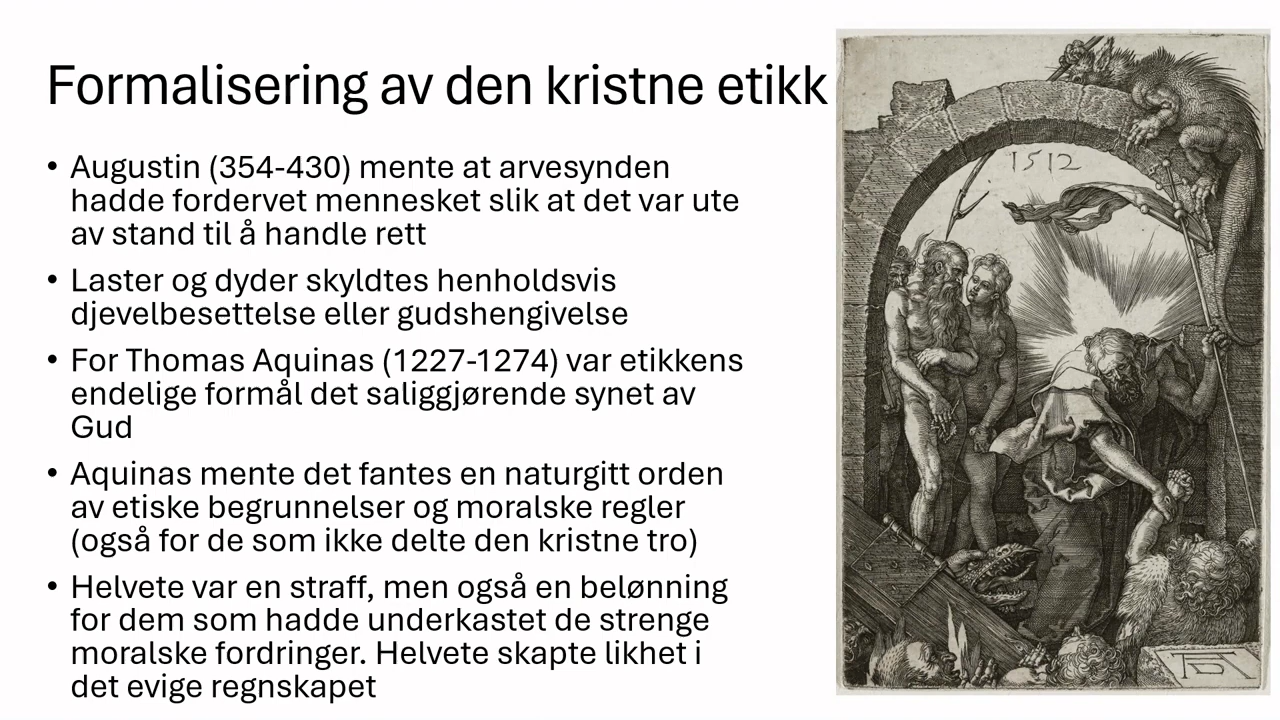 Formalisering av den kristne etikk
• Augustin (354-430) mente at arvesynden
hadde fordervet mennesket slik at det var ute
av stand til å handle rett
• Laster og dyder skyldtes henholdsvis
djevelbesettelse eller gudshengivelse
• For Thomas Aquinas (1227-1274) var etikkens
endelige formål det saliggjørende synet av
Gud
• Aquinas mente det fantes en naturgitt orden
av etiske begrunnelser og moralske regler
(også for de som ikke delte den kristne tro)
• Helvete var en straff, men også en belønning
for dem som hadde underkastet de strenge
moralske fordringer. Helvete skapte likhet i
det evige regnskapet
1512
AD